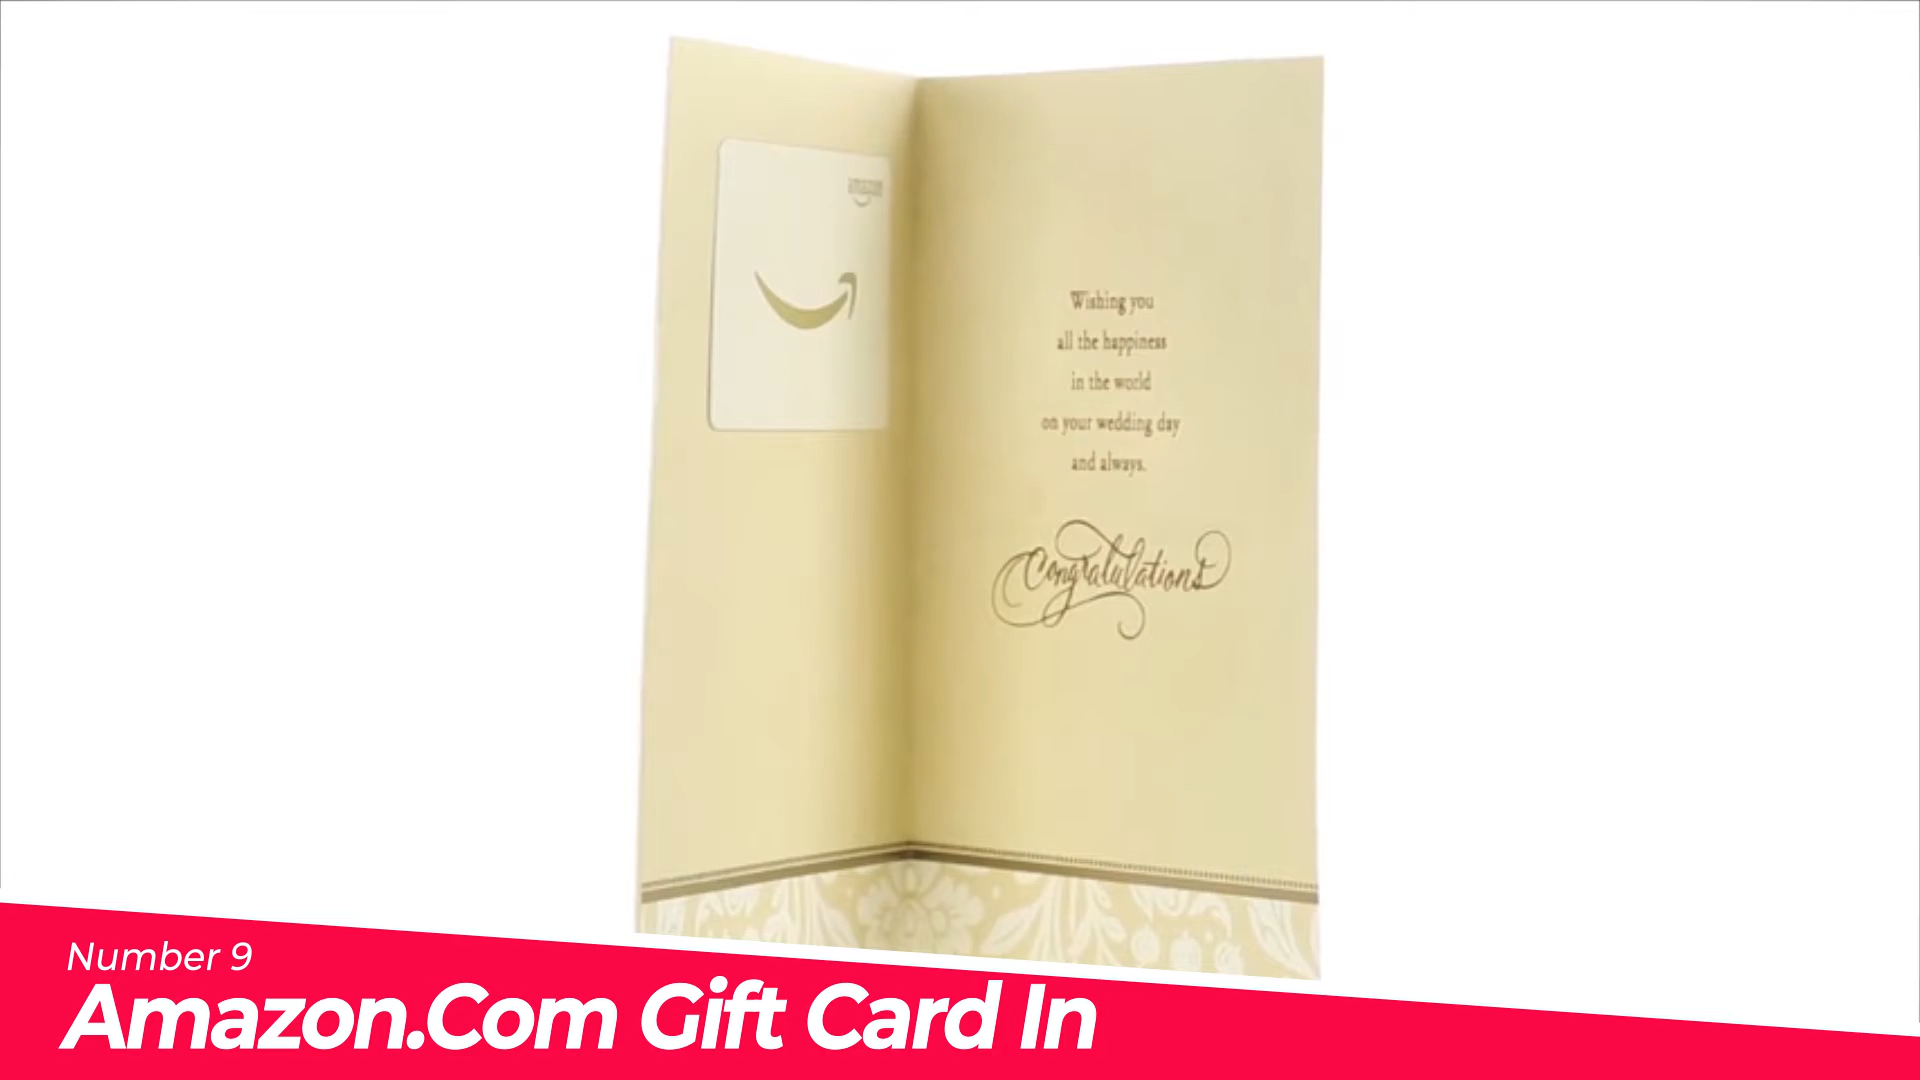 amazon
Wishing you
all the happiness
in the world
on your wedding day
and always.
Congratulations
Number 9
Amazon.Com Gift Card In